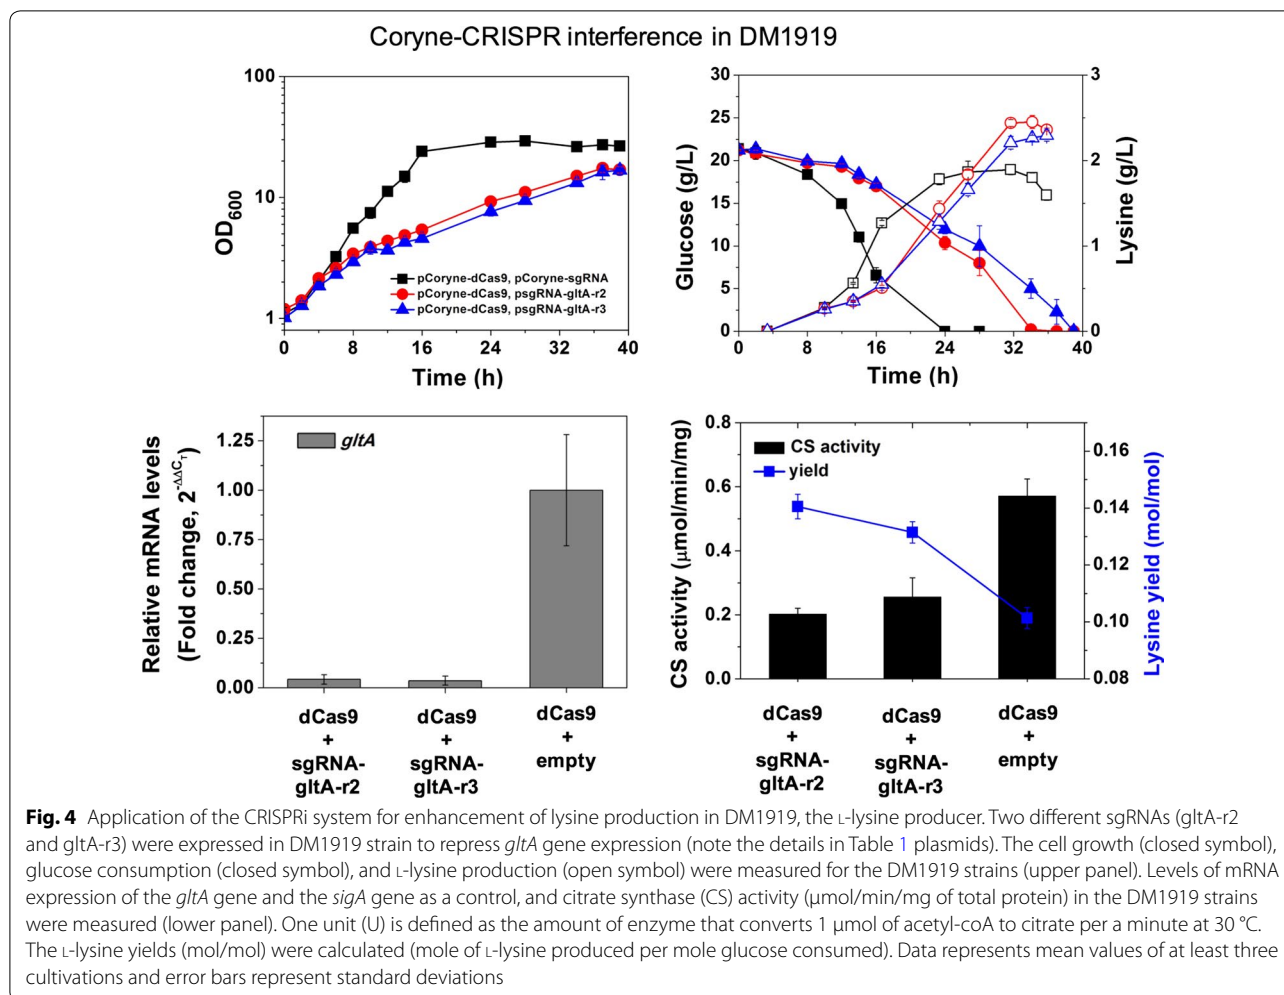 Coryne-CRISPR interference in DM1919
100
10
1
OD600
0 8 16 24 32 40
Time (h)
pCoryne-dCas9, pCoryne-sgRNA
pCoryne-dCas9, psgRNA-gltA-r2
pCoryne-dCas9, psgRNA-gltA-r3
30
25
20
15
10
5
0
Glucose (g/L)
3
2
1
0
Lysine (g/L)
0 8 16 24 32 40
Time (h)
Relative mRNA levels
(Fold change, 2-ΔΔCT)
1.25
1.00
0.75
0.50
0.25
0.00
gltA
dCas9
+
sgRNA-
gltA-r2
dCas9
+
sgRNA-
gltA-r3
dCas9
+
empty
CS activity (μmol/min/mg)
0.8
0.6
0.4
0.2
0.0
CS activity
yield
0.16
0.14
0.12
0.10
0.08
Lysine yield (mol/mol)
dCas9
+
sgRNA-
gltA-r2
dCas9
+
sgRNA-
gltA-r3
dCas9
+
empty
Fig. 4 Application of the CRISPRi system for enhancement of lysine production in DM1919, the L-lysine producer. Two different sgRNAs (gltA-r2
and gltA-r3) were expressed in DM1919 strain to repress gltA gene expression (note the details in Table 1 plasmids). The cell growth (closed symbol),
glucose consumption (closed symbol), and L-lysine production (open symbol) were measured for the DM1919 strains (upper panel). Levels of mRNA
expression of the gltA gene and the sigA gene as a control, and citrate synthase (CS) activity (μmol/min/mg of total protein) in the DM1919 strains
were measured (lower panel). One unit (U) is defined as the amount of enzyme that converts 1 μmol of acetyl-coA to citrate per a minute at 30 °C.
The L-lysine yields (mol/mol) were calculated (mole of L-lysine produced per mole glucose consumed). Data represents mean values of at least three
cultivations and error bars represent standard deviations